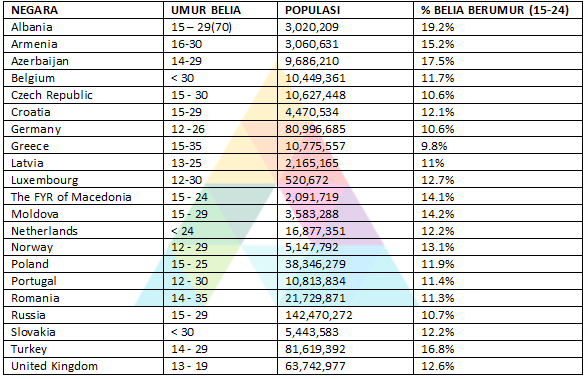 NEGARA UMUR BELIA POPULASI % BELIA BERUMUR (15-24)
Albania 15 – 29(70) 3,020,209 19.2%
Armenia 16-30 3,060,631 15.2%
Azerbaijan 14-29 9,686,210 17.5%
Belgium < 30 10,449,361 11.7%
Czech Republic 15 - 30 10,627,448 10.6%
Croatia 15-29 4,470,534 12.1%
Germany 12 -26 80,996,685 10.6%
Greece 15-35 10,775,557 9.8%
Latvia 13-25 2,165,165 11%
Luxembourg 12-30 520,672 12.7%
The FYR of Macedonia 15 - 24 2,091,719 14.1%
Moldova 15 - 29 3,583,288 14.2%
Netherlands < 24 16,877,351 12.2%
Norway 12 - 29 5,147,792 13.1%
Poland 15 - 25 38,346,279 11.9%
Portugal 12 - 30 10,813,834 11.4%
Romania 14 - 35 21,729,871 11.3%
Russia 15 - 29 142,470,272 10.7%
Slovakia < 30 5,443,583 12.2%
Turkey 14 - 29 81,619,392 16.8%
United Kingdom 13 - 19 63,742,977 12.6%